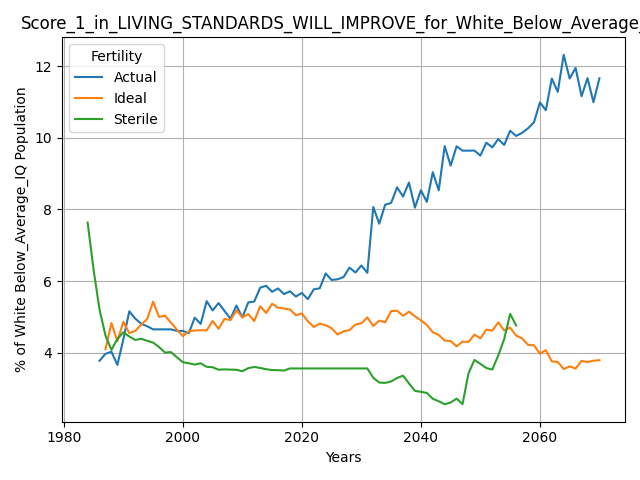 Score_1_in_LIVING_STANDARDS_WILL_IMPROVE_for_White_Below_Average_
Fertility
Actual
Ideal
Sterile
% of White Below_Average_IQ Population
12
10
8
6
4
1980
2000
2020
2040
2060
Years